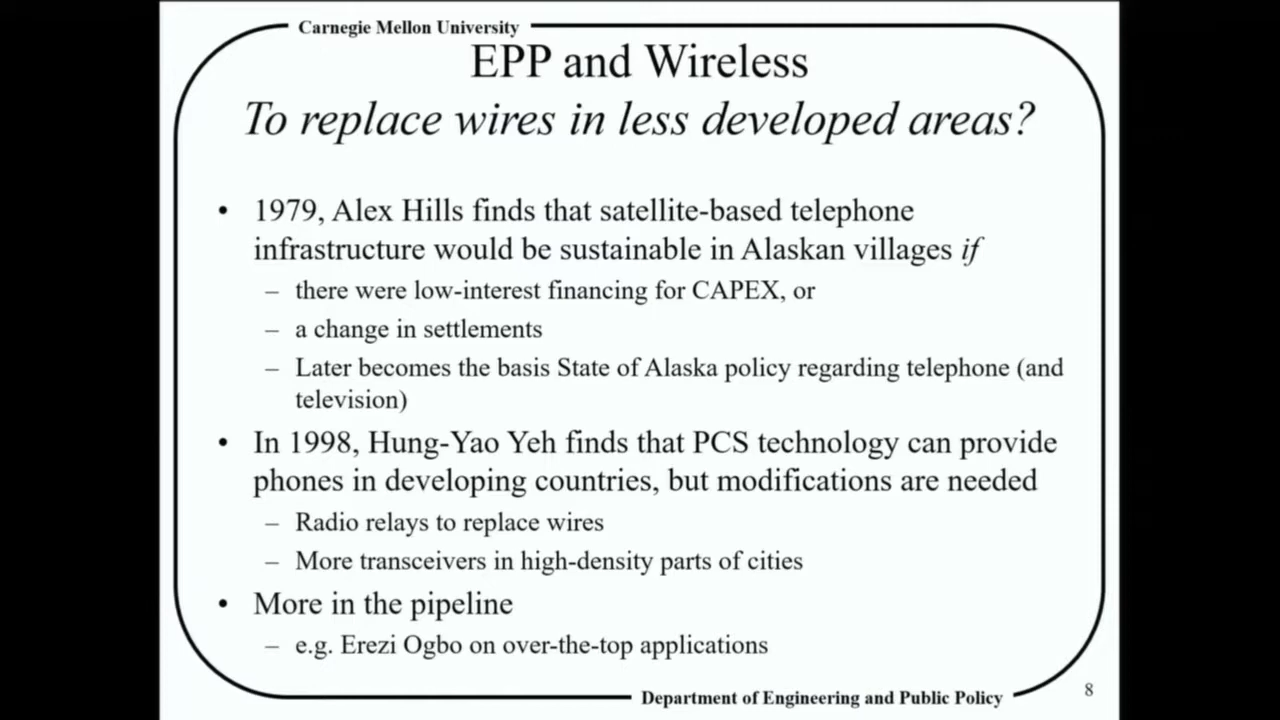 Carnegie Mellon University
EPP and Wireless
To replace wires in less developed areas?
• 1979, Alex Hills finds that satellite-based telephone
infrastructure would be sustainable in Alaskan villages if
– there were low-interest financing for CAPEX, or
– a change in settlements
– Later becomes the basis State of Alaska policy regarding telephone (and
television)
• In 1998, Hung-Yao Yeh finds that PCS technology can provide
phones in developing countries, but modifications are needed
– Radio relays to replace wires
– More transceivers in high-density parts of cities
• More in the pipeline
– e.g. Erezi Ogbo on over-the-top applications
Department of Engineering and Public Policy
8